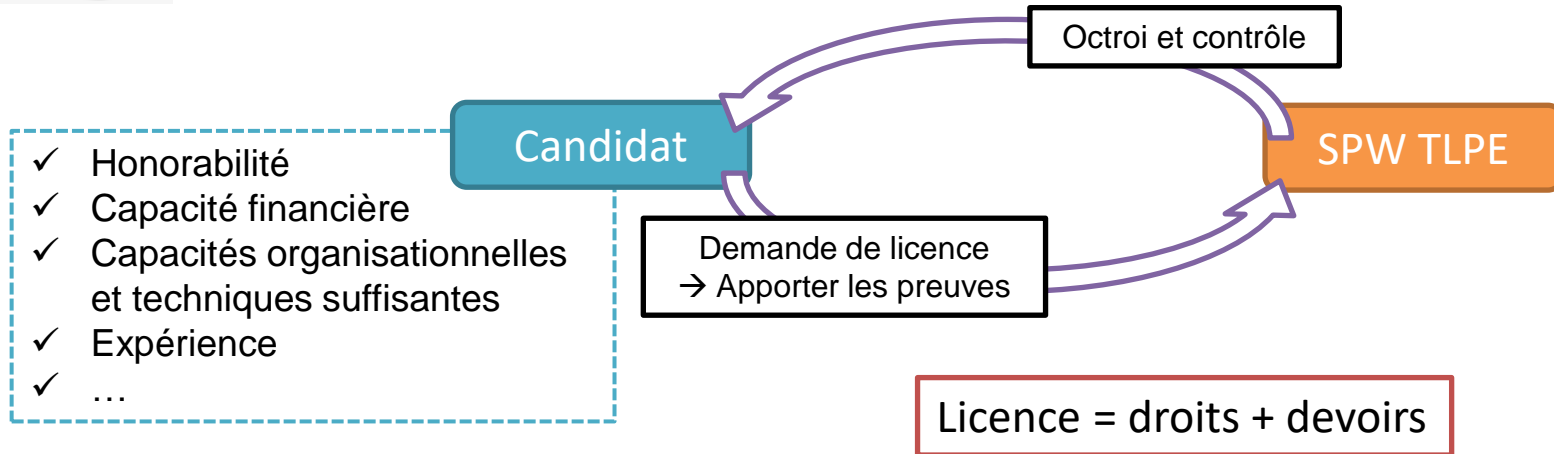 Octroi et contrôle
Candidat
SPW TLPE
✓ Honorabilité
✓ Capacité financière
✓ Capacités organisationnelles
et techniques suffisantes
✓ Expérience
✓ …
Demande de licence
→ Apporter les preuves
Licence = droits + devoirs